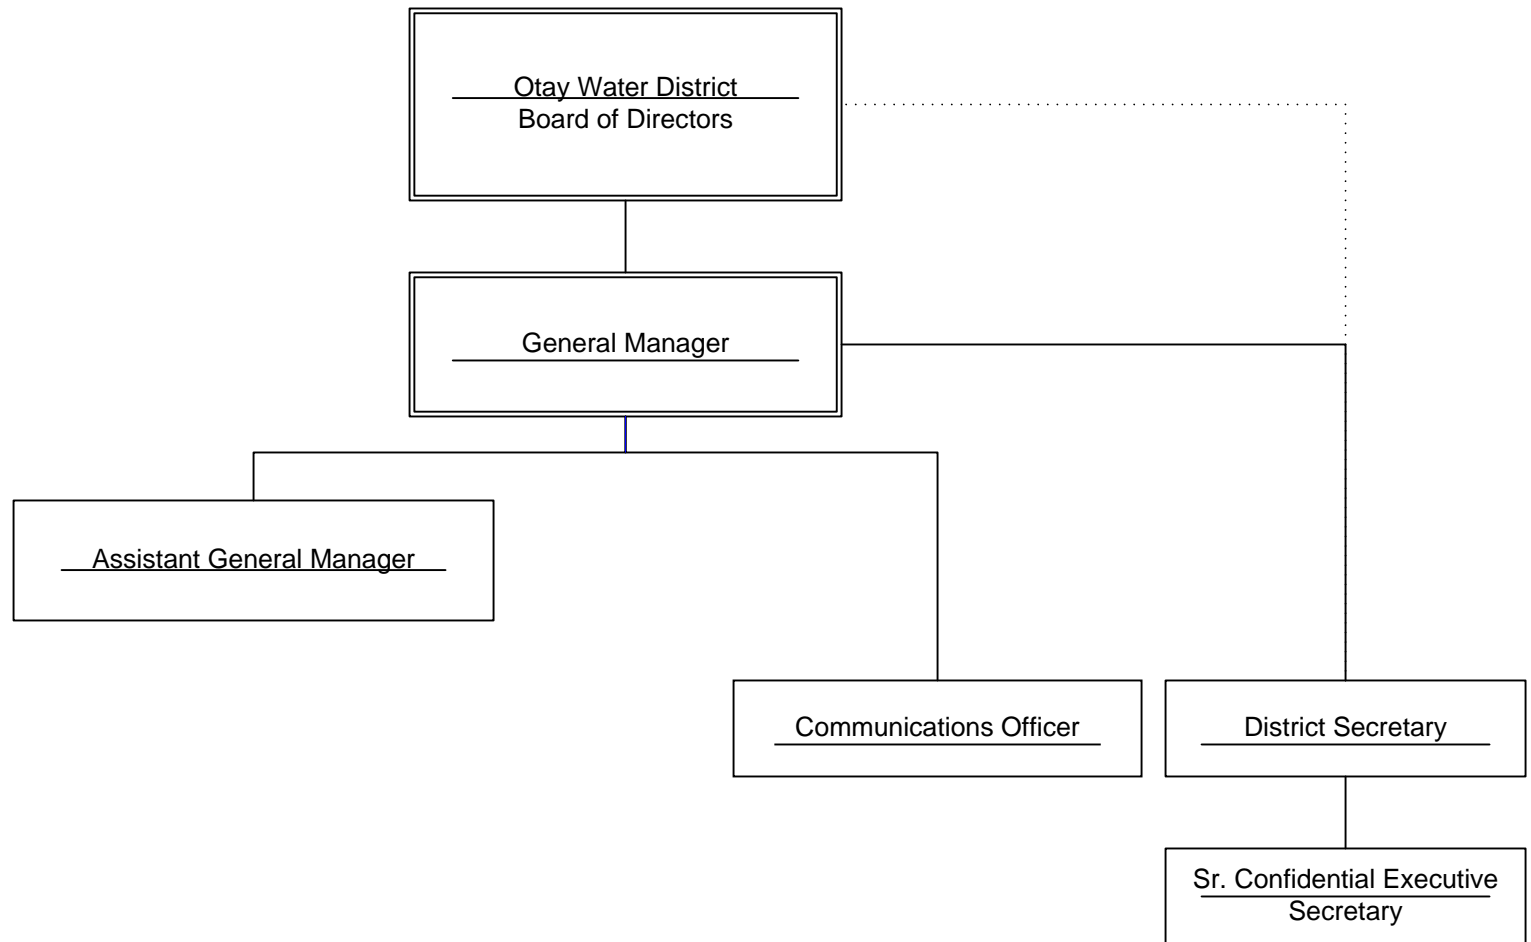 Otay Water District
Board of Directors
General Manager
Assistant General Manager
Communications Officer
District Secretary
Sr. Confidential Executive
Secretary